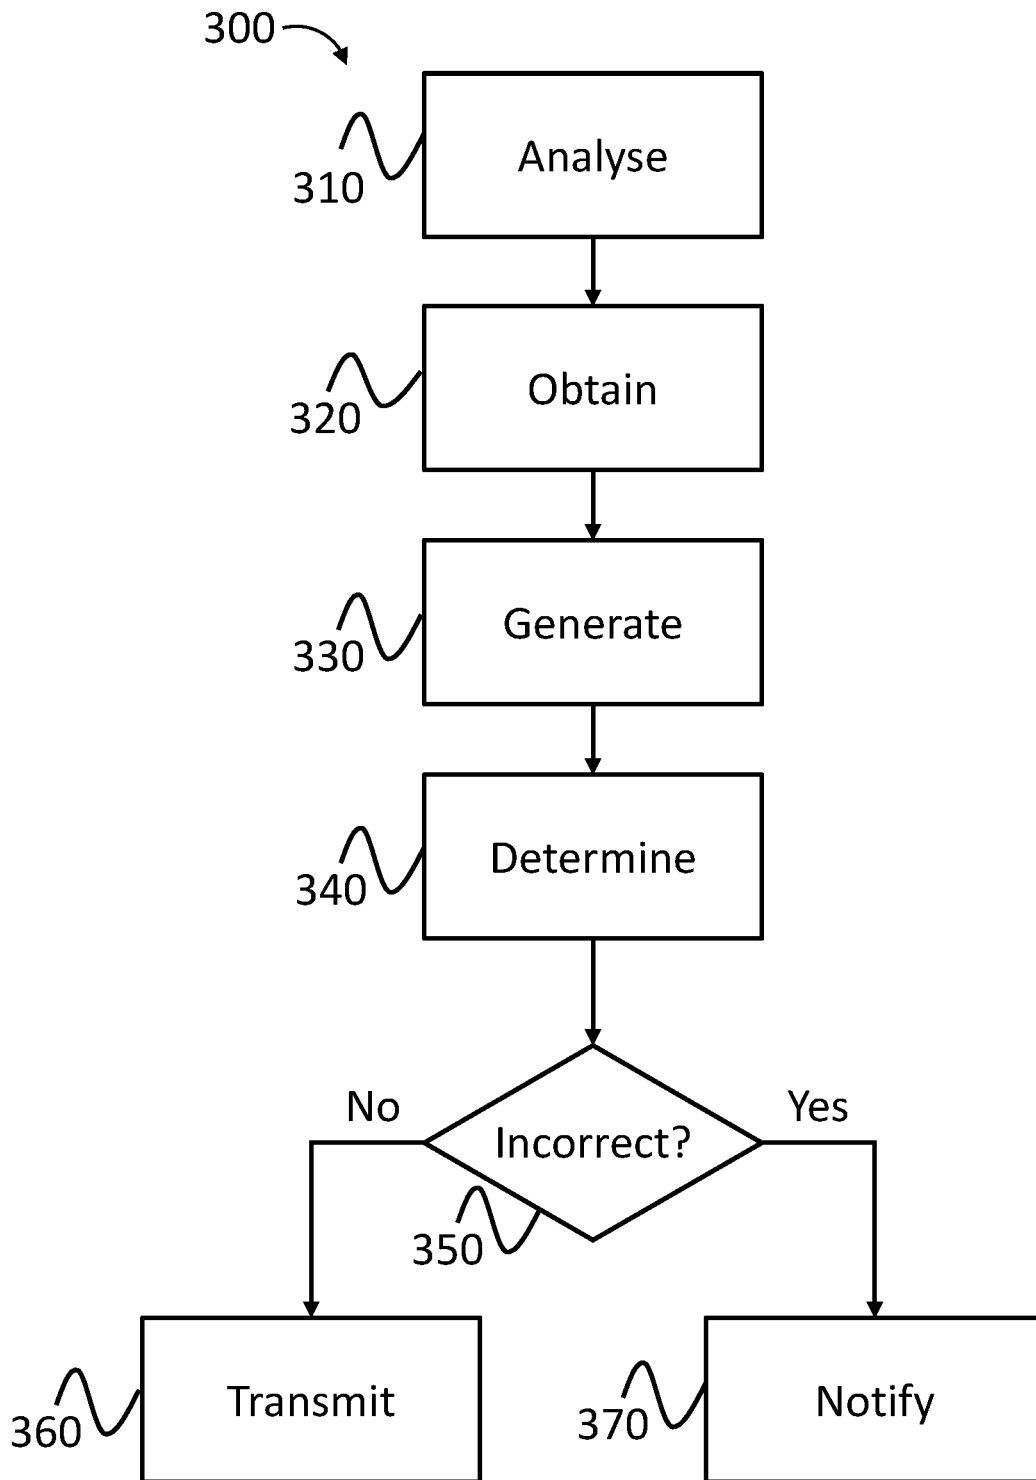 300
Analyse
310
Obtain
320
Generate
330
Determine
340
No
Yes
Incorrect?
350
Transmit
360
Notify
370